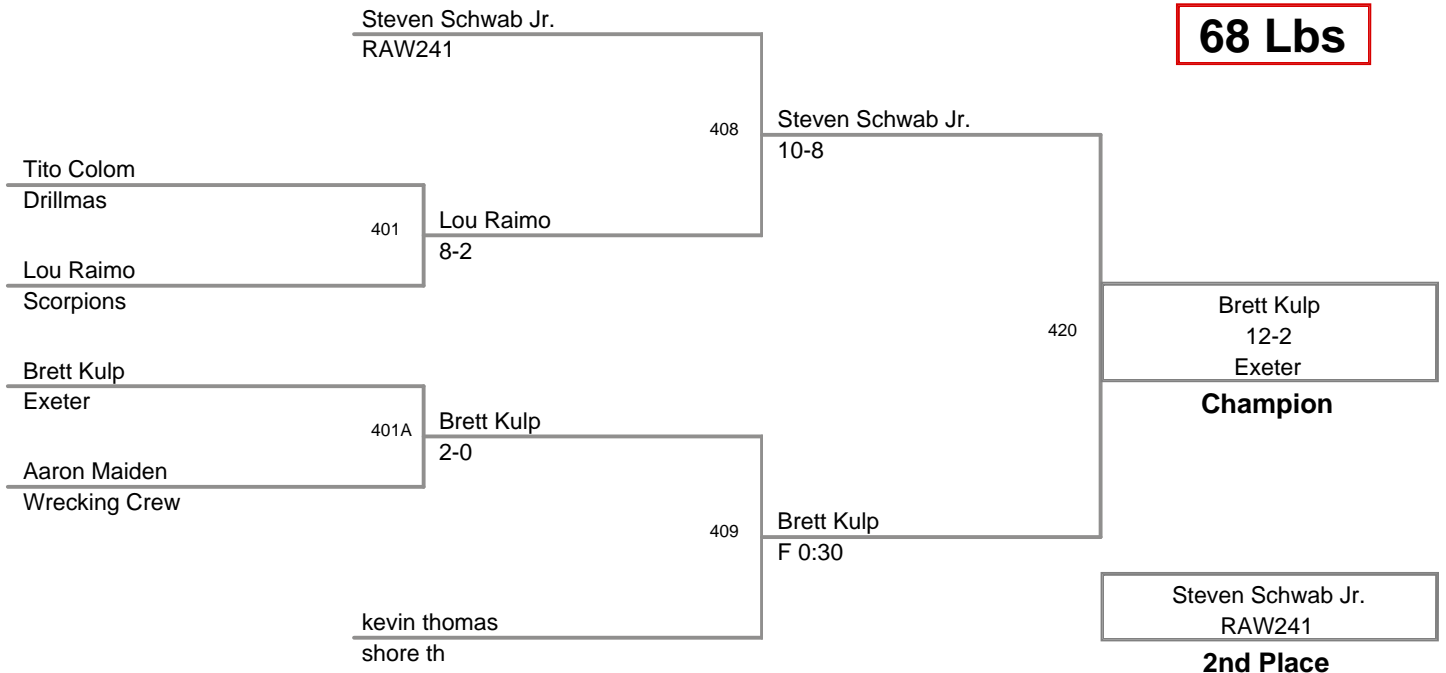 68 Lbs
Steven Schwab Jr.
RAW241
408
Steven Schwab Jr.
10-8
Tito Colom
Drillmas
401
Lou Raimo
8-2
Lou Raimo
Scorpions
420
Brett Kulp
12-2
Exeter
Champion
Brett Kulp
Exeter
401A
Brett Kulp
2-0
Aaron Maiden
Wrecking Crew
409
Brett Kulp
F 0:30
kevin thomas
shore th
Steven Schwab Jr.
RAW241
2nd Place